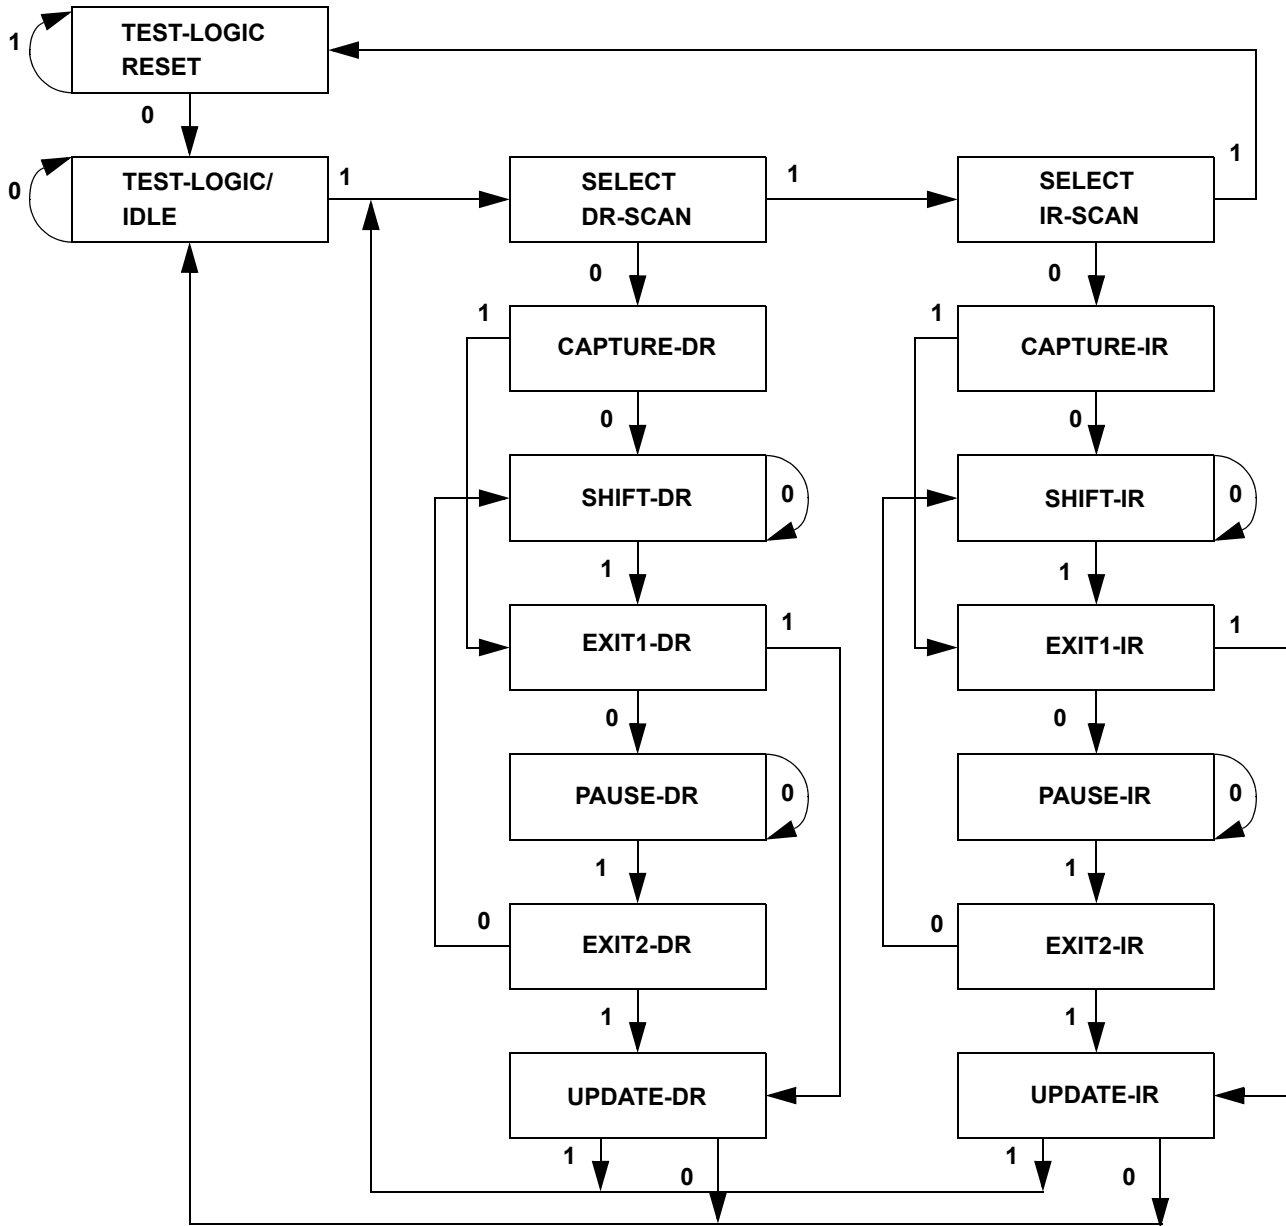 1
TEST-LOGIC
RESET
0
0
TEST-LOGIC/
IDLE
1
SELECT
DR-SCAN
1
SELECT
IR-SCAN
1
0
0
1
CAPTURE-DR
1
CAPTURE-IR
0
0
SHIFT-DR
0
SHIFT-IR
0
1
1
EXIT1-DR
1
EXIT1-IR
1
0
0
PAUSE-DR
0
PAUSE-IR
0
1
1
0
EXIT2-DR
0
EXIT2-IR
1
1
UPDATE-DR
UPDATE-IR
1
0
1
0